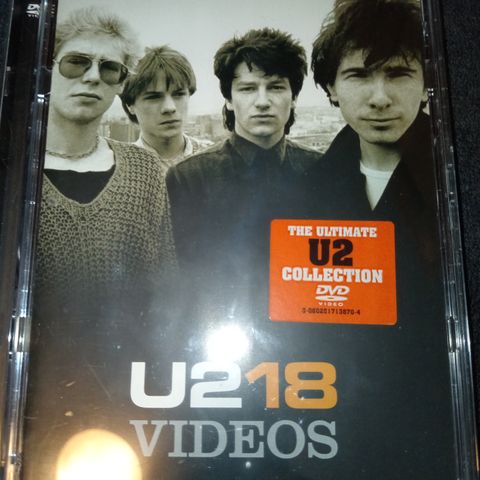 THE ULTIMATE
U2
COLLECTION
DVD
VIDEO
U218
VIDEOS